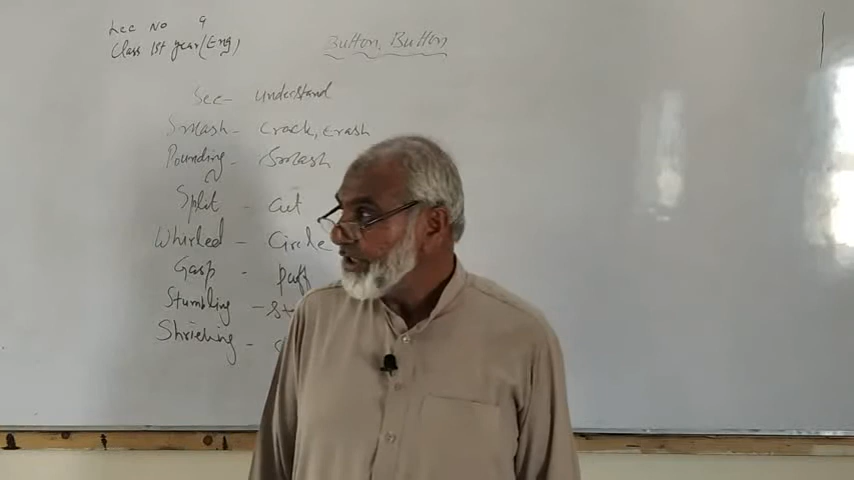 Lec No 9
Class 1st year (Eng)
Button, Button
See - understand
Smash - Crack, Crash
Pounding - Smash
Split - Cut
Whirled - Circle
Gasp - puff
Stumbling - St
Shrieking -